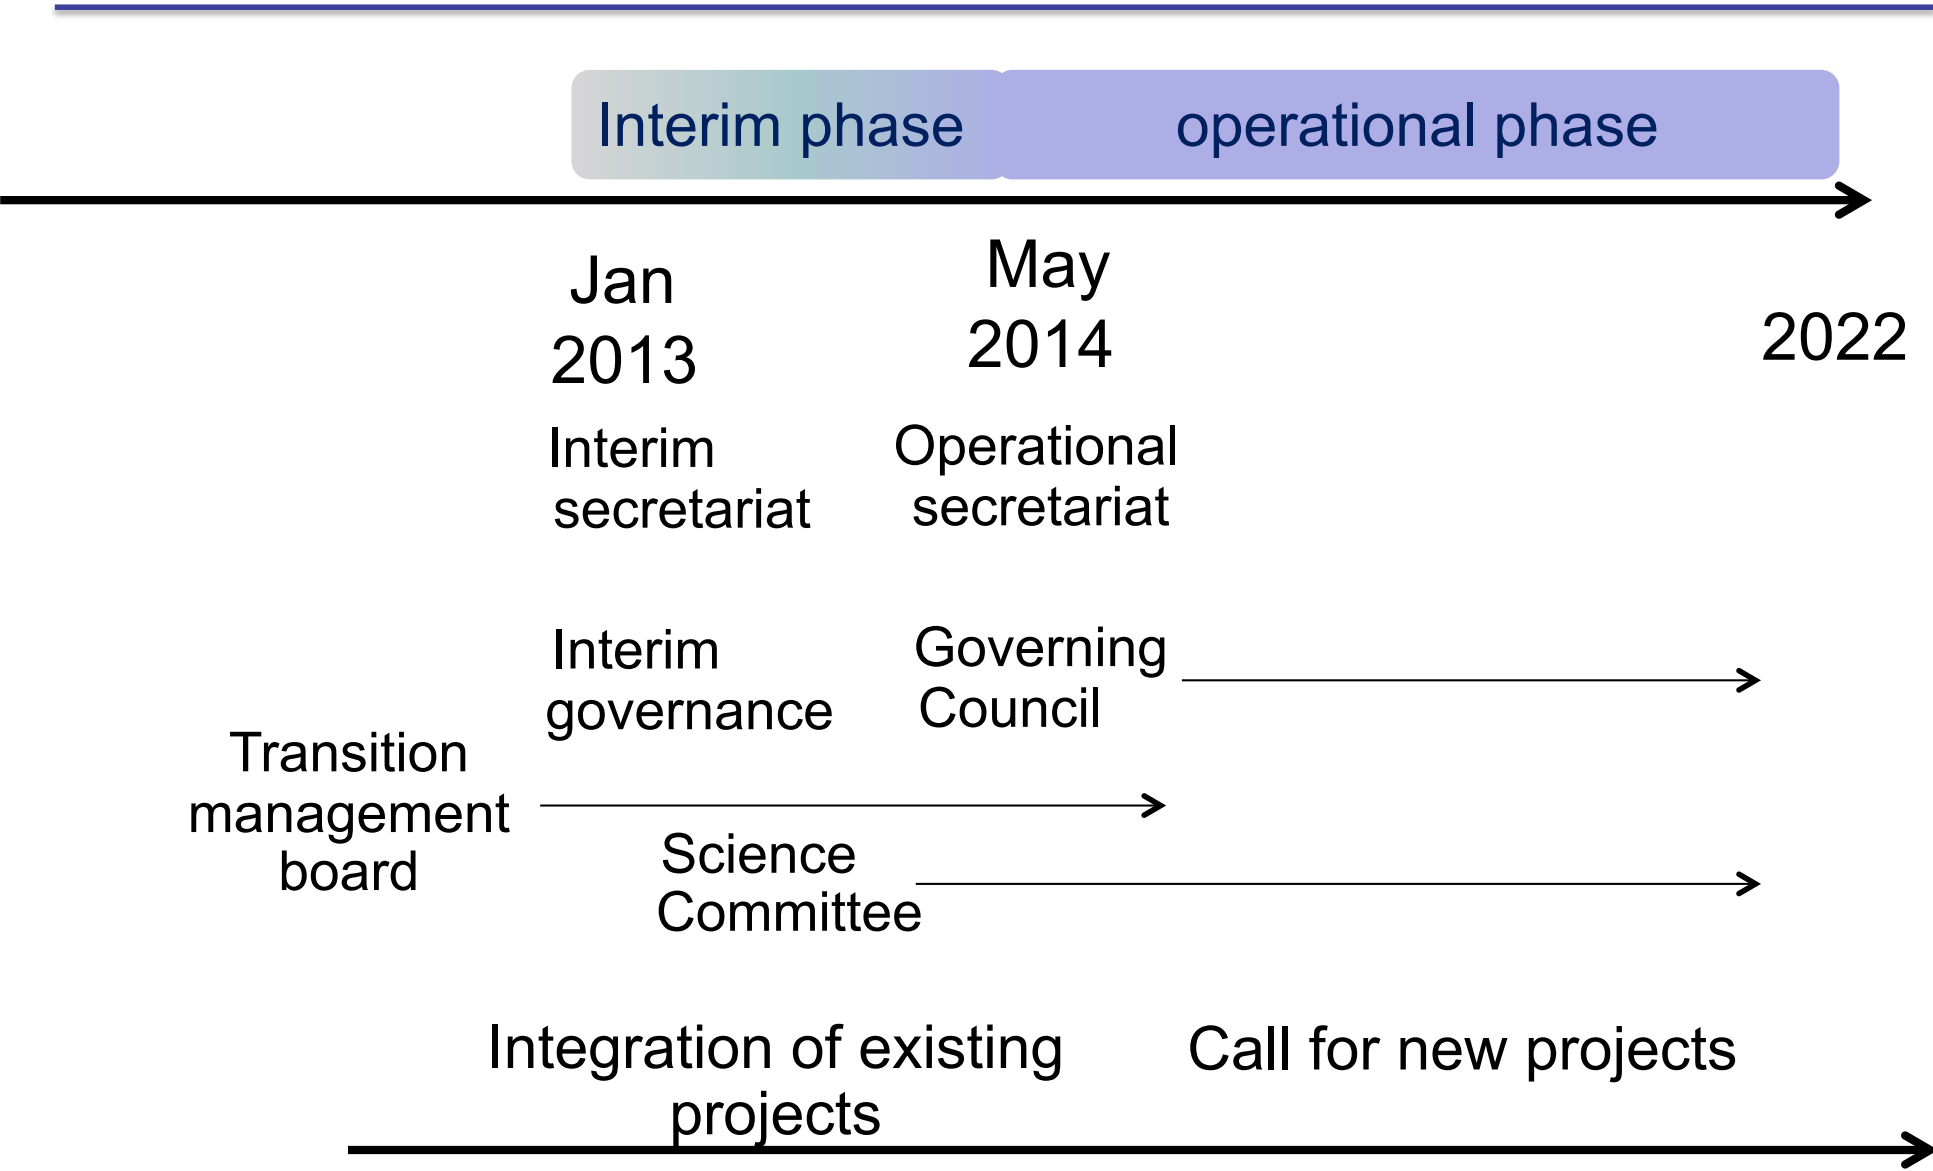 Interim phase
operational phase
Jan
2013
May
2014
2022
Interim
secretariat
Operational
secretariat
Interim
governance
Governing
Council
Transition
management
board
Science
Committee
Integration of existing
projects
Call for new projects